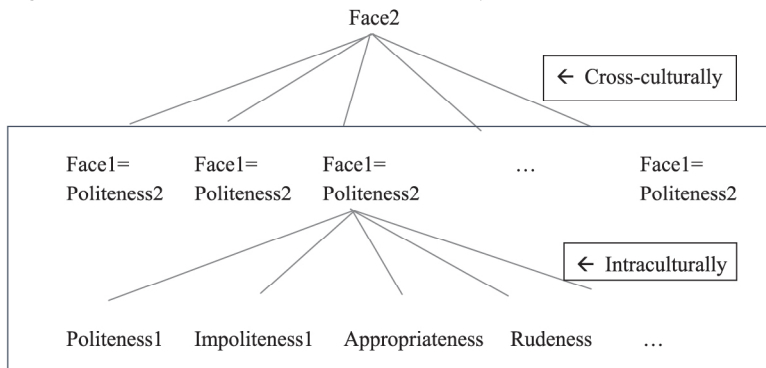 Face2
← Cross-culturally
Face1= Face1= Face1= … Face1=
Politeness2 Politeness2 Politeness2 Politeness2
← Intraculturally
Politeness1 Impoliteness1 Appropriateness Rudeness …